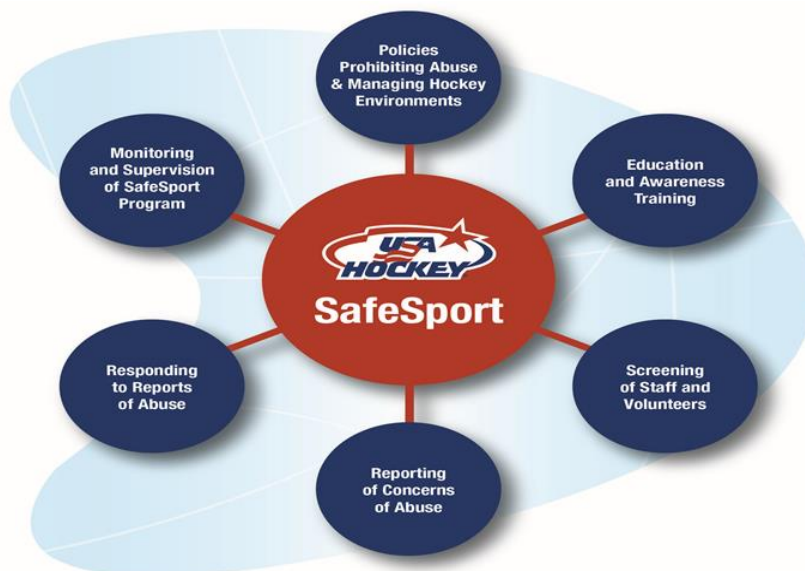 Policies
Prohibiting Abuse
& Managing Hockey
Environments
Monitoring
and Supervision
of SafeSport
Program
Education
and Awareness
Training
USA
HOCKEY
SafeSport
Responding
to Reports
of Abuse
Screening
of Staff and
Volunteers
Reporting
of Concerns
of Abuse